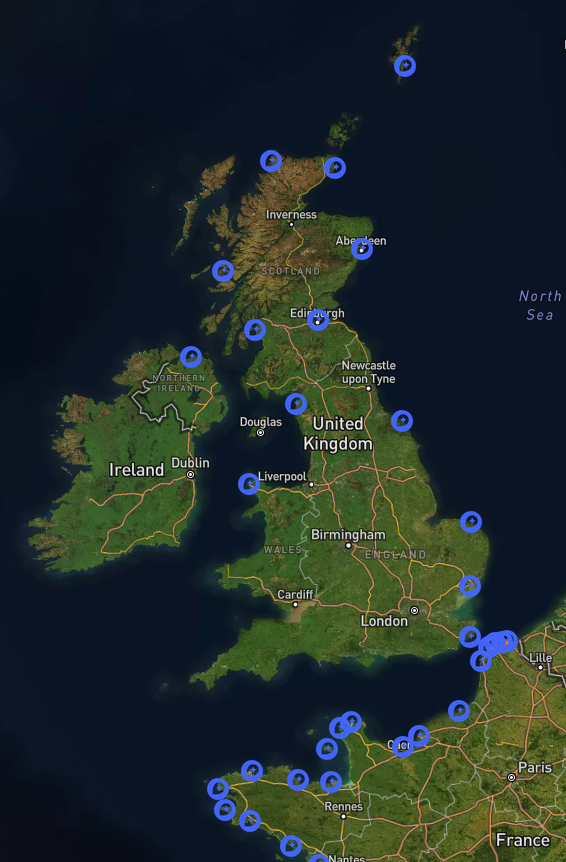 Inverness
Aberdeen
SCOTLAND
North
Sea
Edinburgh
NORTHERN
IRELAND
Newcastle
upon Tyne
Douglas
United
Kingdom
Ireland
Dublin
Liverpool
Birmingham
WALES
ENGLAND
Cardiff
London
Lille
Caen
Paris
Rennes
France
Nantes